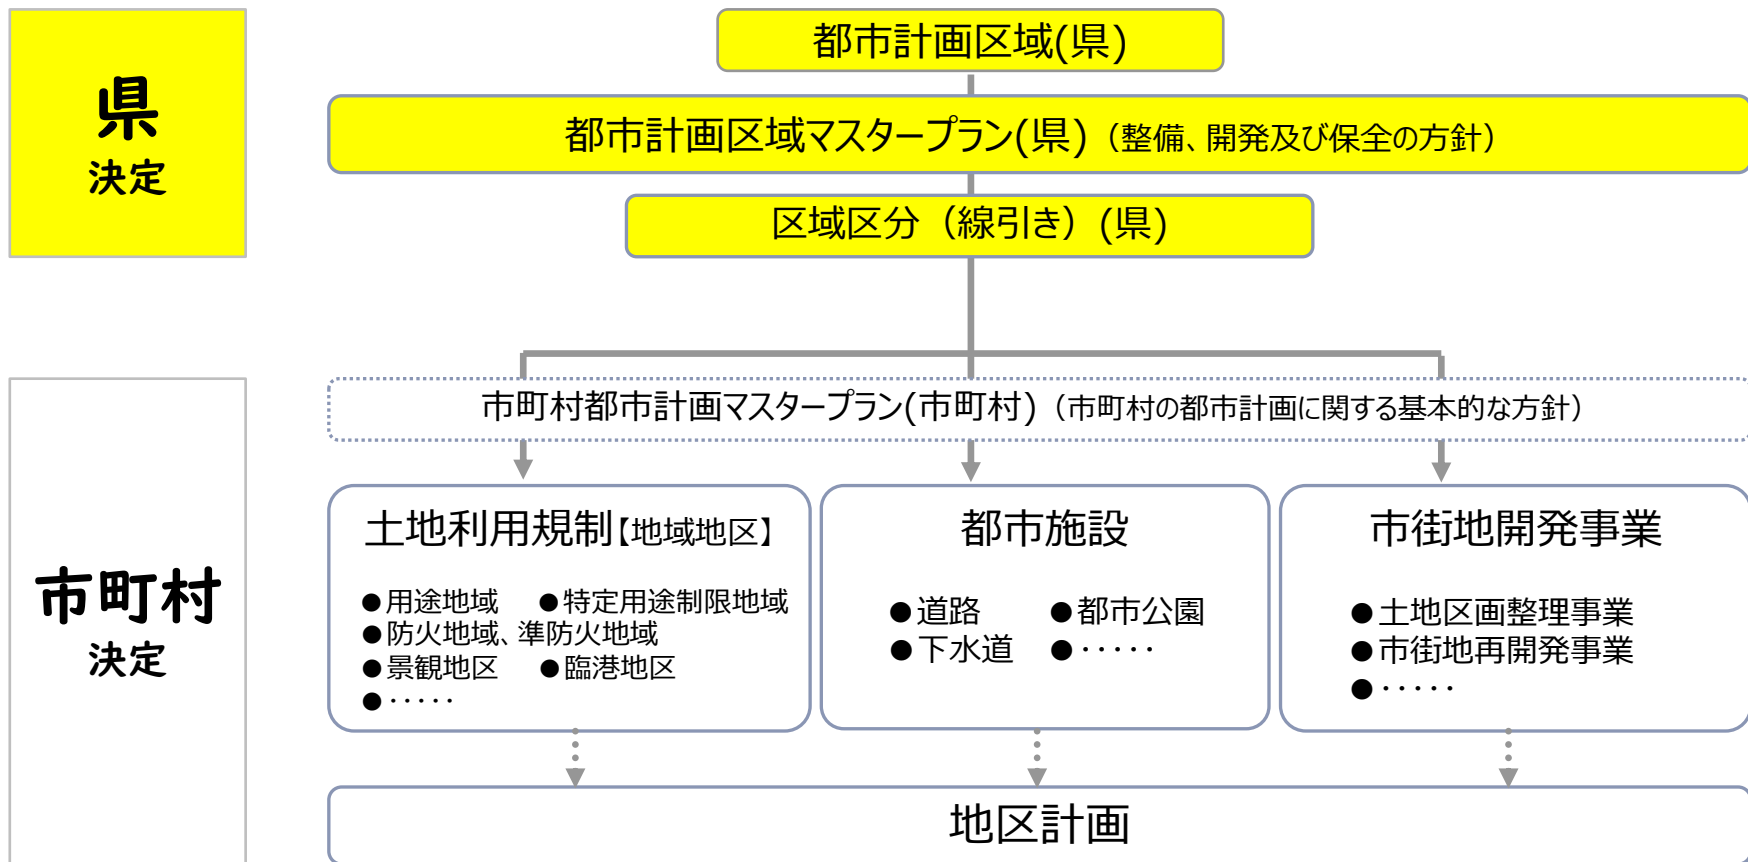 県
決定
都市計画区域(県)
都市計画区域マスタープラン(県)（整備、開発及び保全の方針）
区域区分（線引き）(県)
市町村
決定
市町村都市計画マスタープラン(市町村)（市町村の都市計画に関する基本的な方針）
土地利用規制【地域地区】
●用途地域　●特定用途制限地域
●防火地域、準防火地域
●景観地区　●臨港地区
●‥‥‥
都市施設
●道路　●都市公園
●下水道　●‥‥‥
市街地開発事業
●土地区画整理事業
●市街地再開発事業
●‥‥‥
地区計画